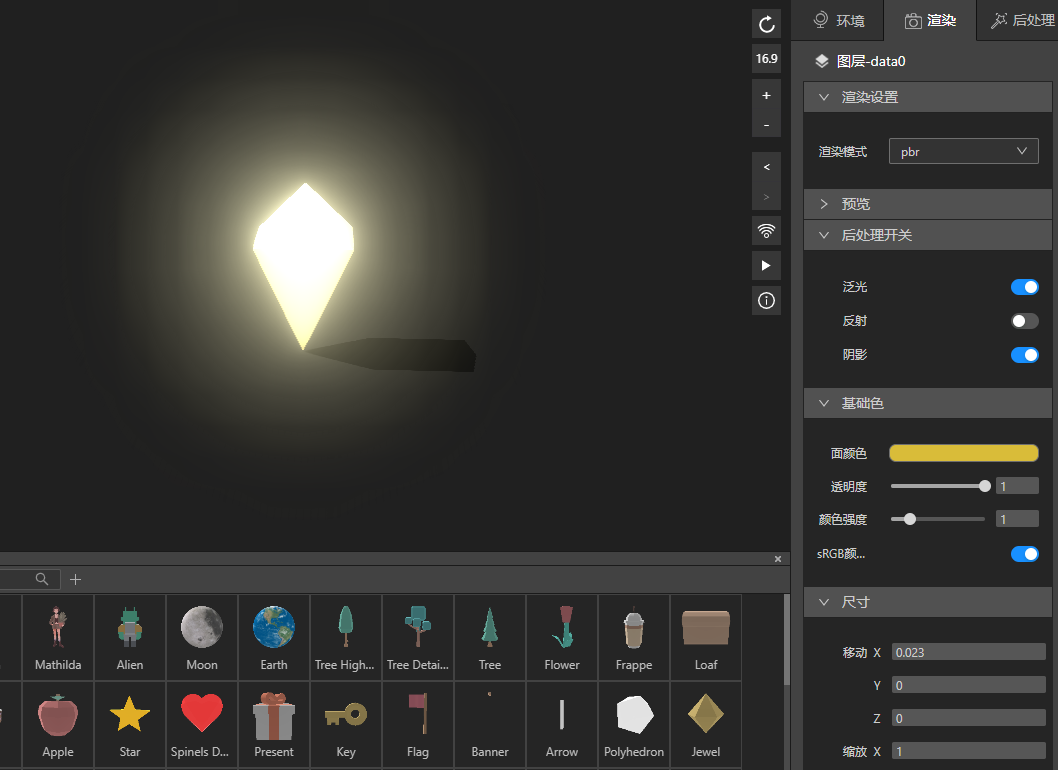 环境
渲染
后处理
图层-data0
16.9
+
-
<
>
渲染设置
渲染模式 pbr
预览
后处理开关
泛光
反射
阴影
基础色
面颜色
透明度 1
颜色强度 1
sRGB颜...
尺寸
移动 X 0.023
Y 0
Z 0
缩放 X 1
Mathilda
Alien
Moon
Earth
Tree High...
Tree Detai...
Tree
Flower
Frappe
Loaf
Apple
Star
Spinels D...
Present
Key
Flag
Banner
Arrow
Polyhedron
Jewel